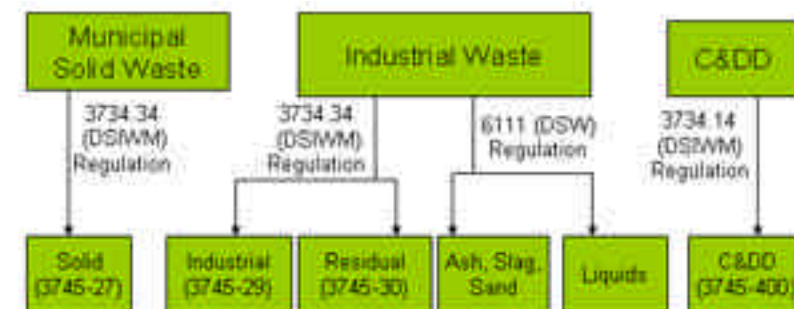 Municipal
Solid Waste
Industrial Waste
C&DD
3734.34
(DSIWM)
Regulation
3734.34
(DSIWM)
Regulation
6111 (DSW)
Regulation
3734.14
(DSIWM)
Regulation
Solid
(3745-27)
Industrial
(3745-29)
Residual
(3745-30)
Ash, Slag,
Sand
Liquids
C&DD
(3745-400)